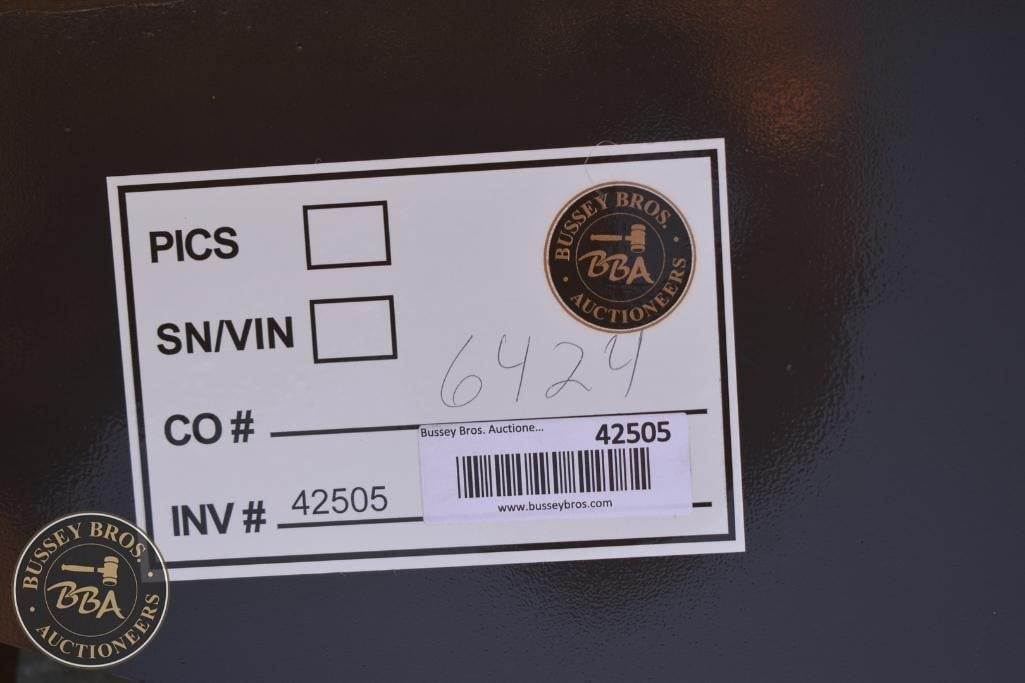 PICS
BUSSEY BROS.
BBA
AUCTIONEERS
SN/VIN
6424
CO #
Bussey Bros. Auctione... 42505
INV # 42505
www.busseybros.com
BUSSEY BROS.
BBA
AUCTIONEERS